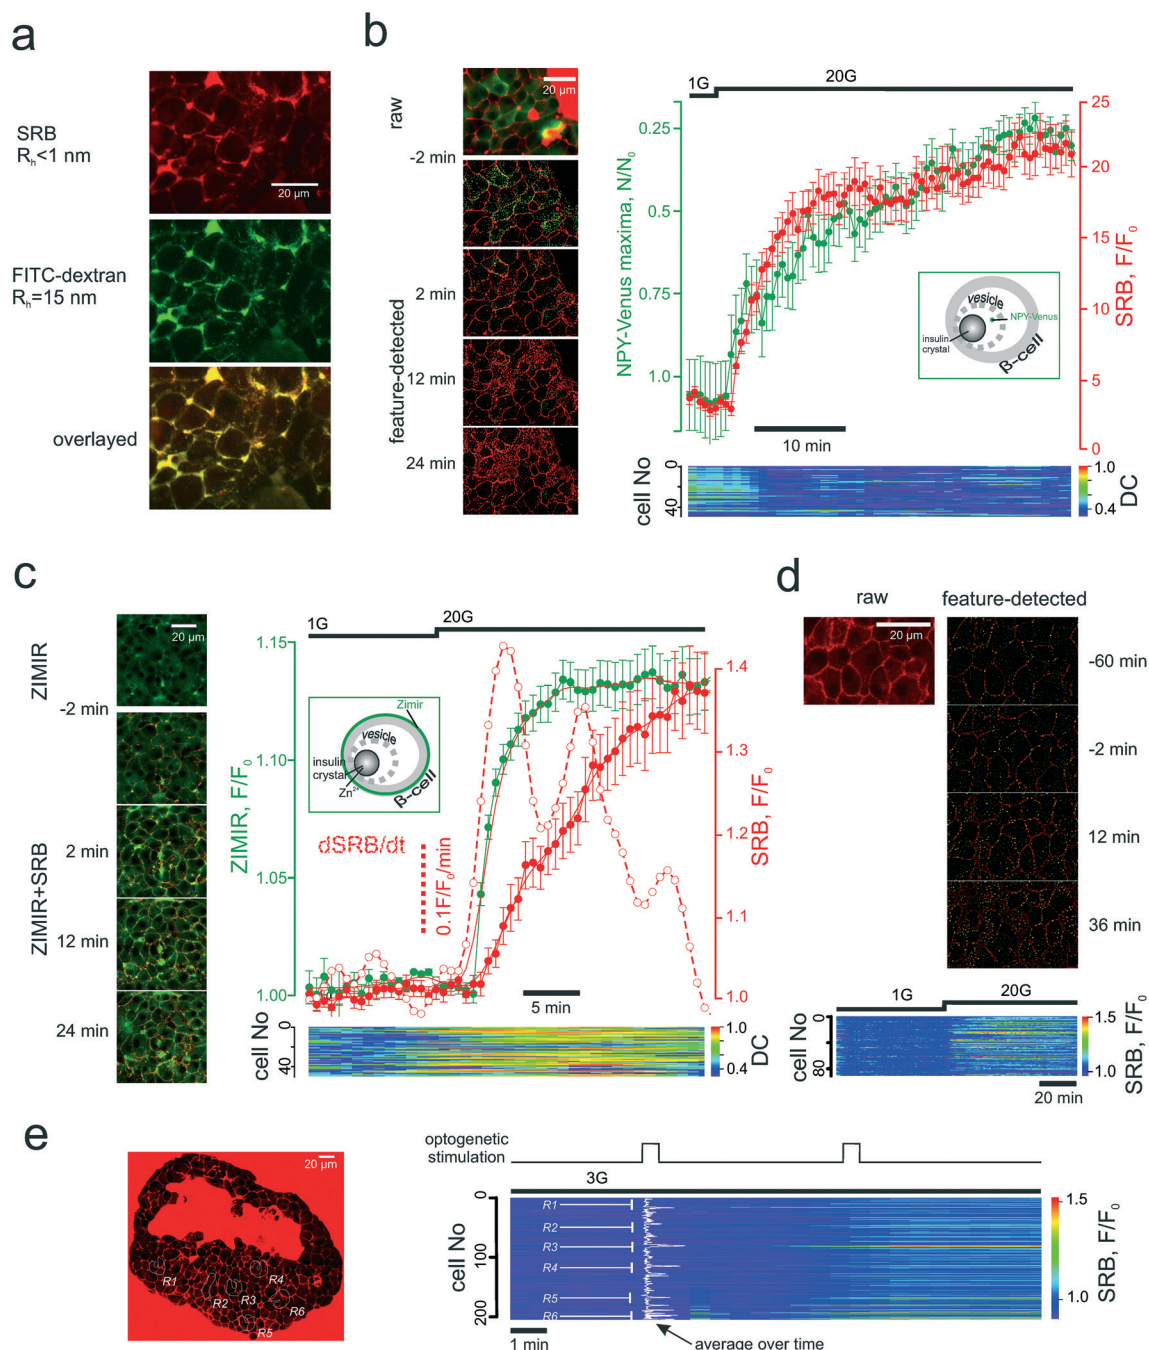 a
SRB
Rh<1 nm
20 µm
FITC-dextran
Rh=15 nm
overlayed
b
raw
20 µm
-2 min
2 min
12 min
24 min
feature-detected
1G
20G
NPY-Venus maxima, N/N0
0.25
0.5
0.75
1.0
25
20
15
10
5
0
SRB, F/F0
vesicle
NPY-Venus
insulin
crystal
β-cell
10 min
cell No
0
40
1.0
0.4
DC
c
ZIMIR
20 µm
-2 min
ZIMIR+SRB
2 min
12 min
24 min
1G
20G
ZIMIR, F/F0
1.15
1.10
1.05
1.00
Zimir
vesicle
insulin
crystal
Zn2+
β-cell
dSRB/dt
0.1F/F0/min
1.4
1.3
1.2
1.1
1.0
SRB, F/F0
5 min
cell No
0
40
1.0
0.4
DC
d
raw
feature-detected
20 µm
-60 min
-2 min
12 min
36 min
1G
20G
cell No
0
80
1.5
1.0
SRB, F/F0
20 min
e
20 µm
R1
R2
R3
R4
R5
R6
optogenetic
stimulation
3G
cell No
0
100
200
R1
R2
R3
R4
R5
R6
1.5
1.0
SRB, F/F0
1 min
average over time